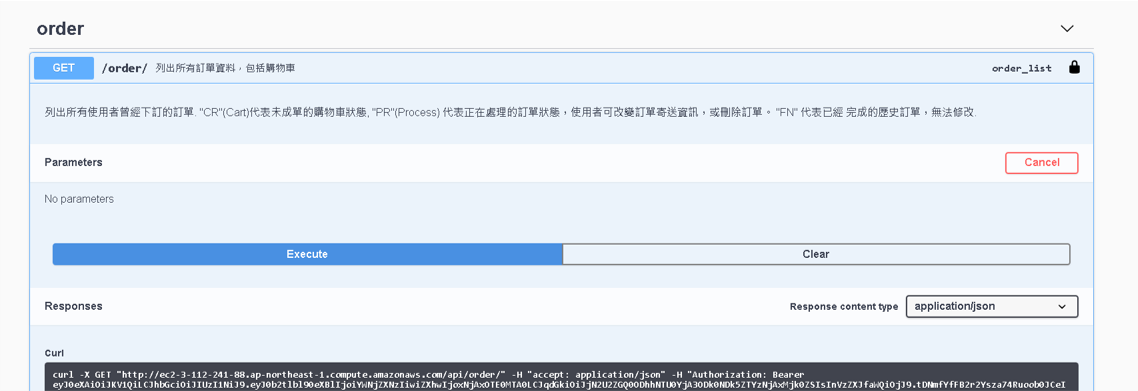 order
GET /order/ 列出所有訂單資料，包括購物車 order_list
列出所有使用者曾經下訂的訂單. "CR"(Cart)代表未成單的購物車狀態, "PR"(Process) 代表正在處理的訂單狀態，使用者可改變訂單寄送資訊，或刪除訂單。 "FN" 代表已經 完成的歷史訂單，無法修改.
Parameters Cancel
No parameters
Execute Clear
Responses Response content type application/json
Curl
curl -X GET "http://ec2-3-112-241-88.ap-northeast-1.compute.amazonaws.com/api/order/" -H "accept: application/json" -H "Authorization: Bearer